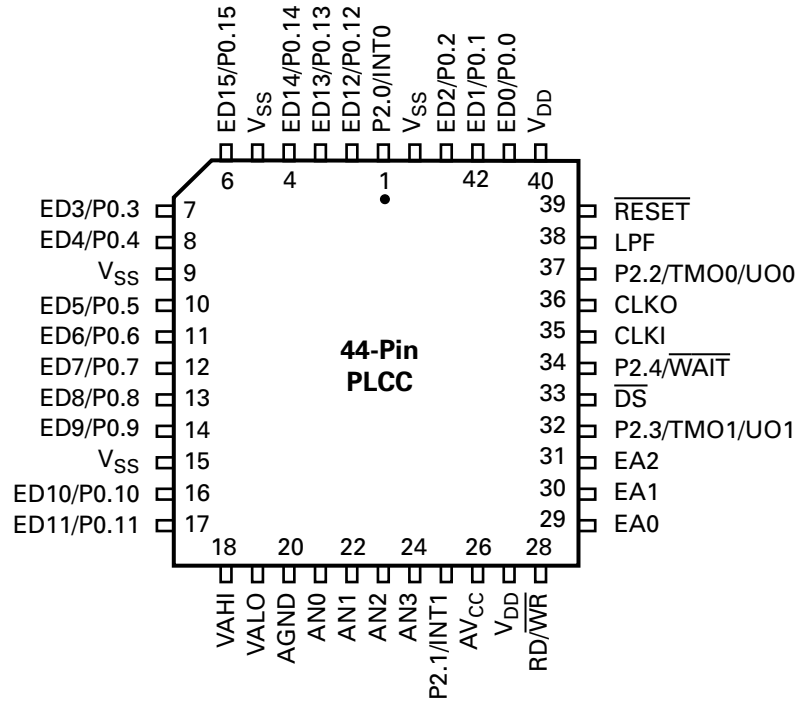 ED15/P0.15
VSS
ED14/P0.14
ED13/P0.13
ED12/P0.12
P2.0/INT0
VSS
ED2/P0.2
ED1/P0.1
ED0/P0.0
VDD
6 4 1 42 40
ED3/P0.3 7
ED4/P0.4 8
VSS 9
ED5/P0.5 10
ED6/P0.6 11
ED7/P0.7 12
ED8/P0.8 13
ED9/P0.9 14
VSS 15
ED10/P0.10 16
ED11/P0.11 17
44-Pin
PLCC
39 RESET
38 LPF
37 P2.2/TMO0/UO0
36 CLKO
35 CLKI
34 P2.4/WAIT
33 DS
32 P2.3/TMO1/UO1
31 EA2
30 EA1
29 EA0
18 20 22 24 26 28
VAHI
VALO
AGND
AN0
AN1
AN2
AN3
P2.1/INT1
AVCC
VDD
RD/WR